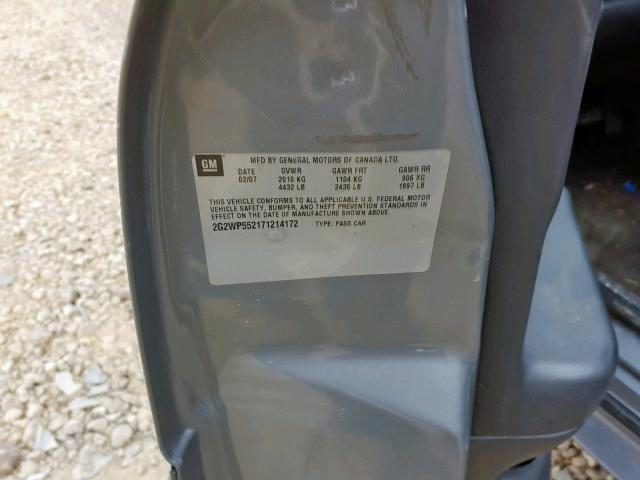 GM
MFD BY GENERAL MOTORS OF CANADA LTD.
DATE GVWR GAWR FRT GAWR RR
02/07 2010 KG 1104 KG 906 KG
4432 LB 2435 LB 1997 LB
THIS VEHICLE CONFORMS TO ALL APPLICABLE U.S. FEDERAL MOTOR
VEHICLE SAFETY, BUMPER, AND THEFT PREVENTION STANDARDS IN
EFFECT ON THE DATE OF MANUFACTURE SHOWN ABOVE.
2G2WP552171214172 TYPE: PASS CAR